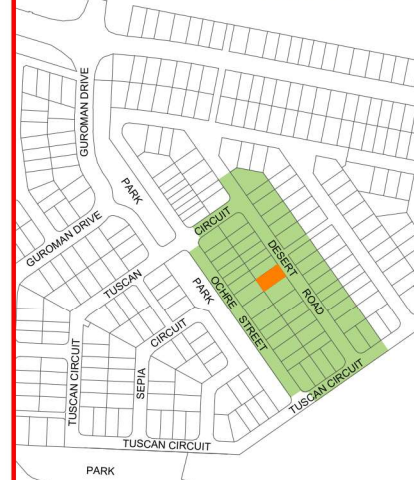 GUROMAN DRIVE
PARK
CIRCUIT
GUROMAN DRIVE
DESERT ROAD
TUSCAN CIRCUIT
PARK
OCHRE STREET
SEPIA
TUSCAN CIRCUIT
TUSCAN CIRCUIT
TUSCAN CIRCUIT
PARK